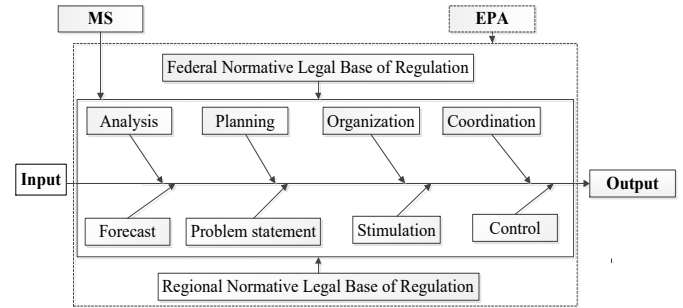 MS
EPA
Federal Normative Legal Base of Regulation
Analysis
Planning
Organization
Coordination
Input
Output
Forecast
Problem statement
Stimulation
Control
Regional Normative Legal Base of Regulation